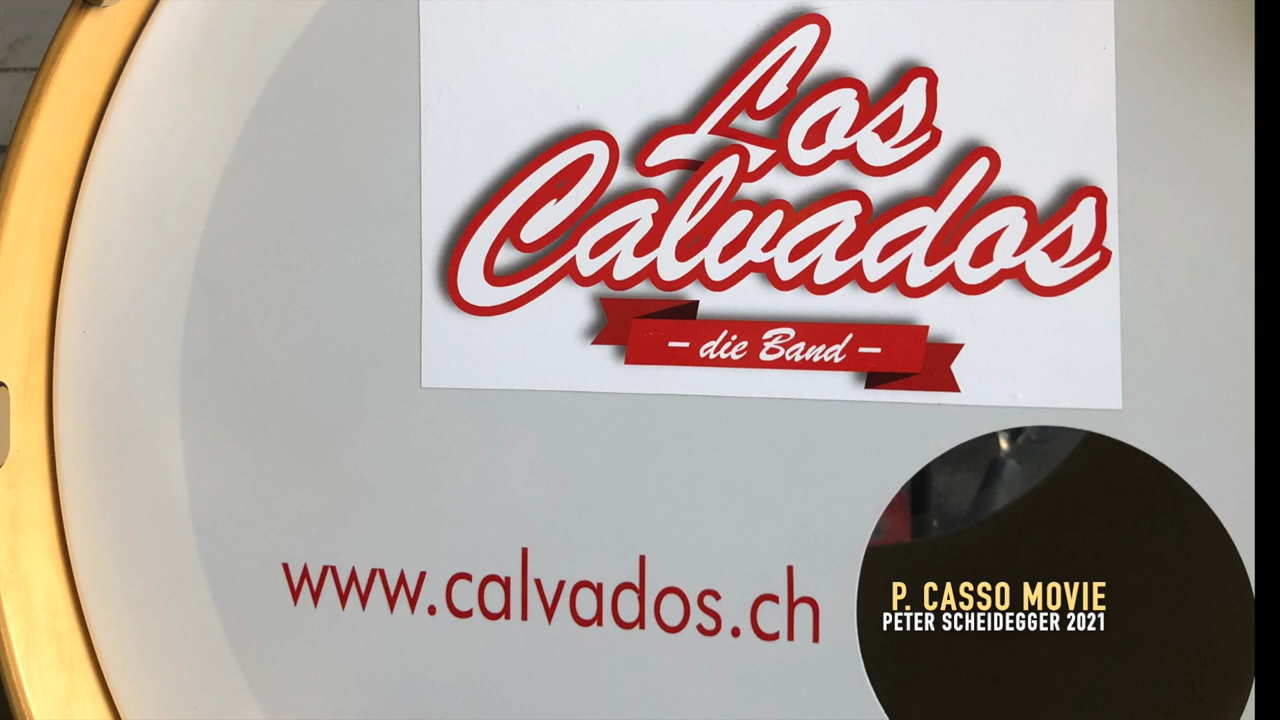 Los
Calvados
– die Band –
www.calvados.ch
P. CASSO MOVIE
PETER SCHEIDEGGER 2021